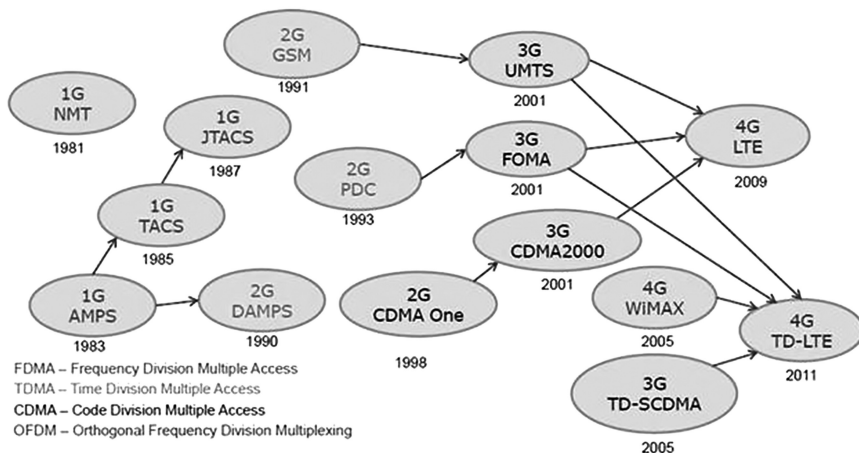 2G
GSM
1991
3G
UMTS
2001
1G
NMT
1981
1G
JTACS
1987
4G
LTE
2009
3G
FOMA
2001
2G
PDC
1993
1G
TACS
1985
3G
CDMA2000
2001
1G
AMPS
1983
2G
DAMPS
1990
2G
CDMA One
1998
4G
WiMAX
2005
4G
TD-LTE
2011
3G
TD-SCDMA
2005
FDMA – Frequency Division Multiple Access
TDMA – Time Division Multiple Access
CDMA – Code Division Multiple Access
OFDM – Orthogonal Frequency Division Multiplexing